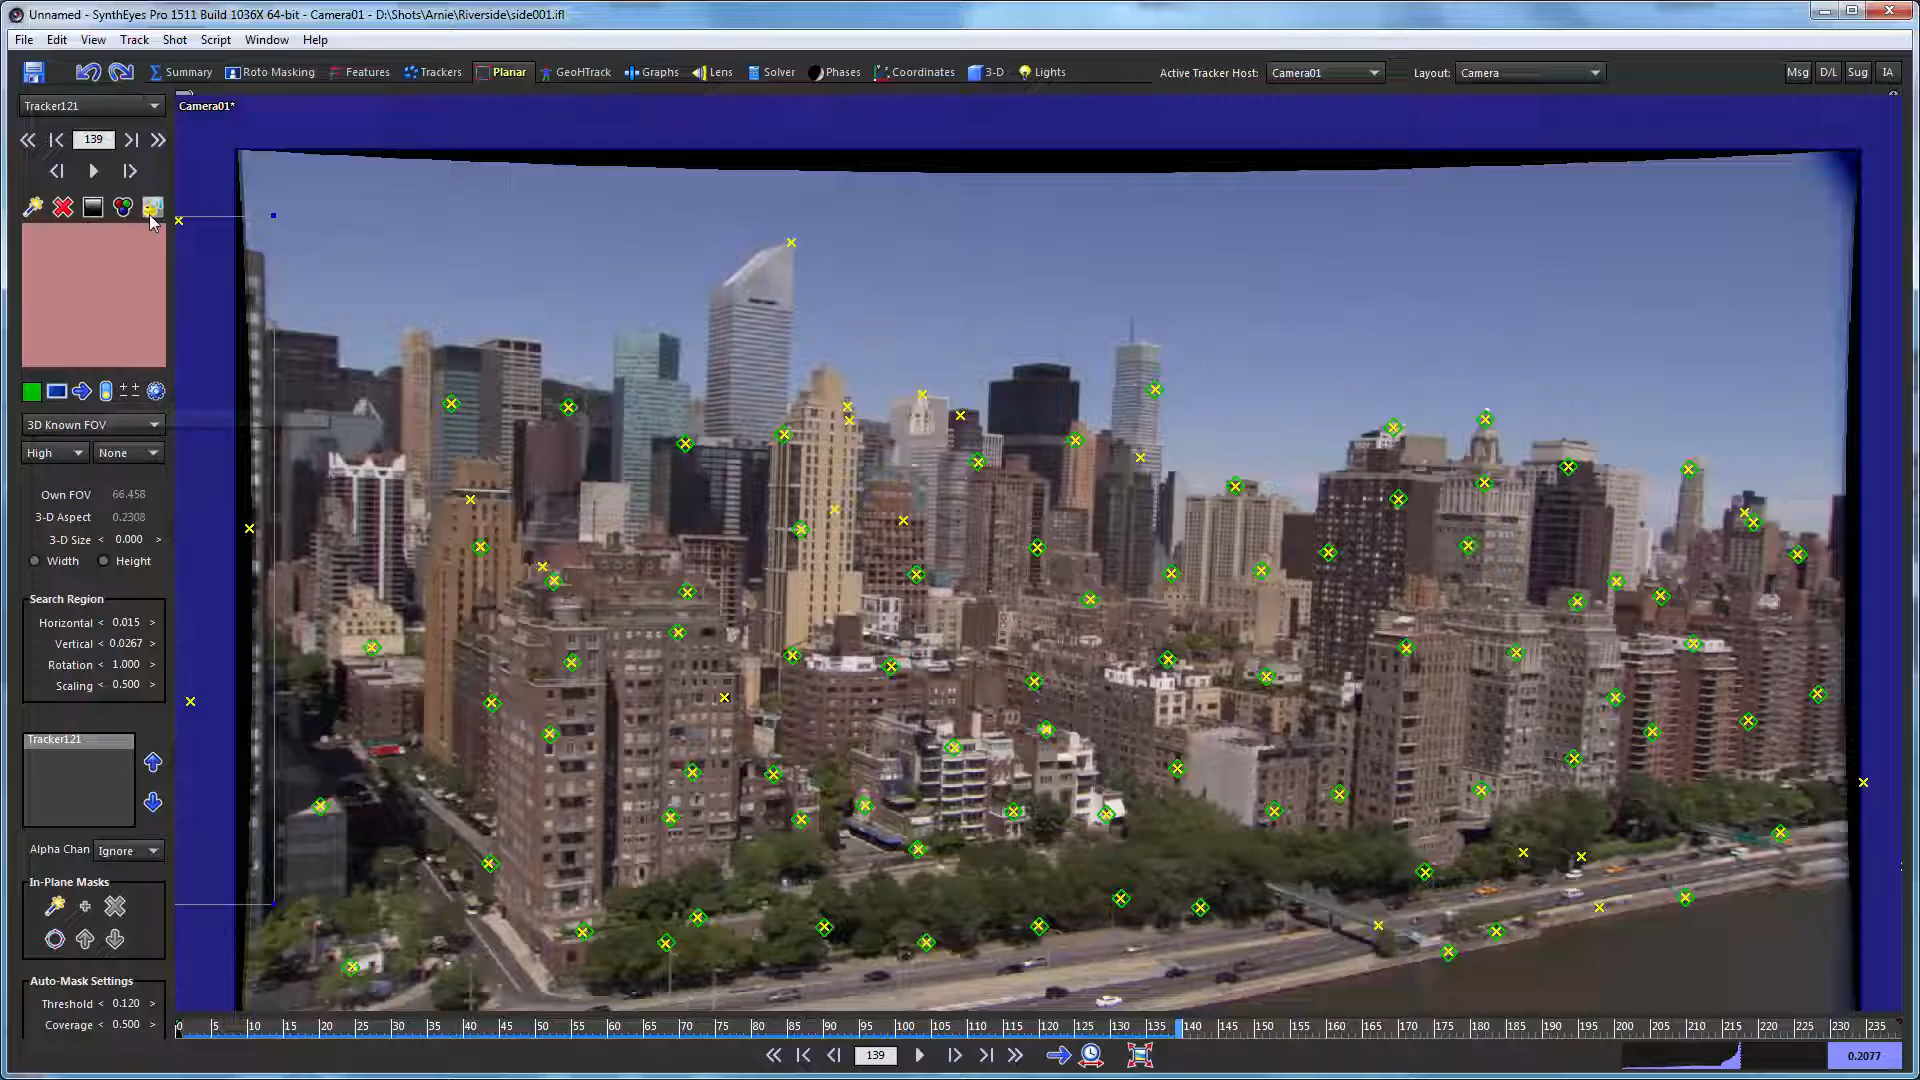 Unnamed - SynthEyes Pro 1511 Build 1036X 64-bit - Camera01 - D:\Shots\Arnie\Riverside\side001.ifl
File Edit View Track Shot Script Window Help
Summary Roto Masking Features Trackers Planar GeoHTrack Graphs Lens Solver Phases Coordinates 3-D Lights Active Tracker Host: Camera01 Layout: Camera Msg D/L Sug IA
Tracker121 Camera01*
139
3D Known FOV
High None
Own FOV 66.458
3-D Aspect 0.2308
3-D Size < 0.000 >
Width Height
Search Region
Horizontal < 0.015 >
Vertical < 0.0267 >
Rotation < 1.000 >
Scaling < 0.500 >
Tracker121
Alpha Chan Ignore
In-Plane Masks
Auto-Mask Settings
Threshold < 0.120 >
Coverage < 0.500 >
0 5 10 15 20 25 30 35 40 45 50 55 60 65 70 75 80 85 90 95 100 105 110 115 120 125 130 135 140 145 150 155 160 165 170 175 180 185 190 195 200 205 210 215 220 225 230 235
139 0.2077